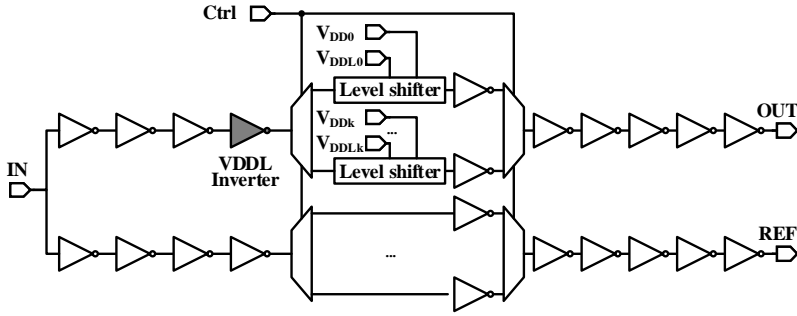 Ctrl
VDD0
VDDL0
Level shifter
VDDk
...
VDDLk
Level shifter
OUT
VDDL
Inverter
IN
REF
...